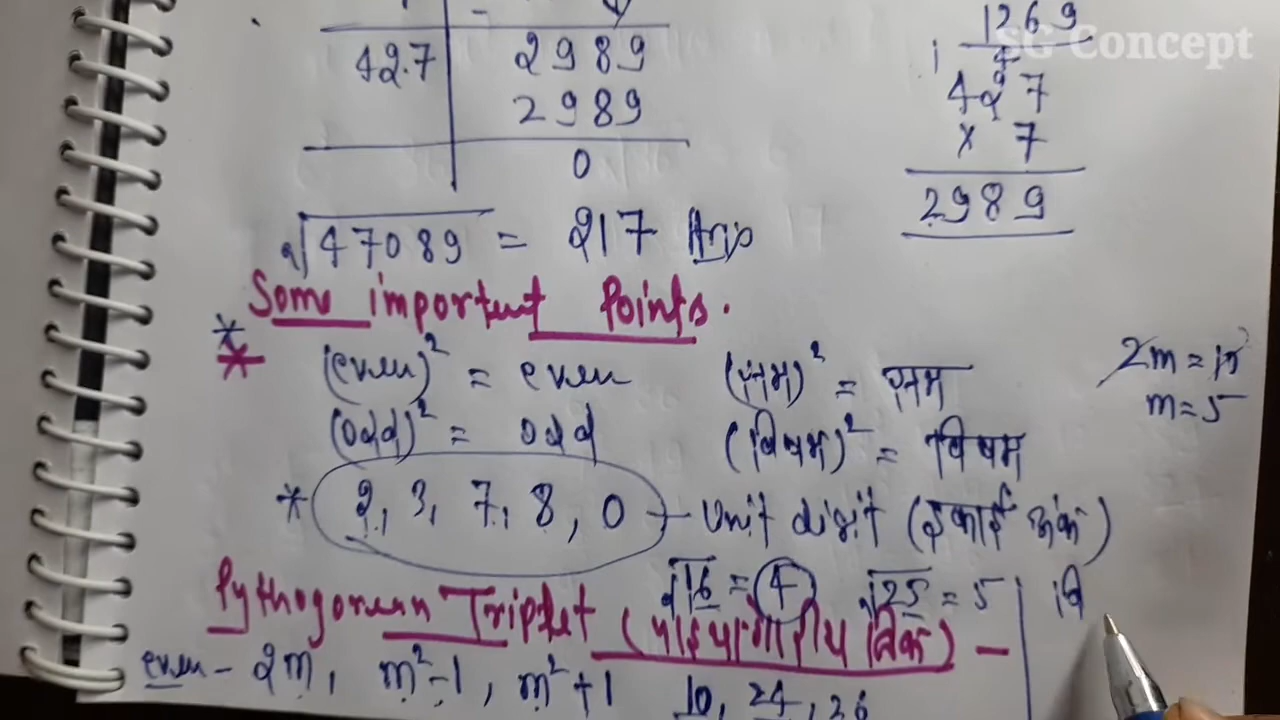 1269
SG Concept
42.7 2989
2989
0
427
× 7
2989
√47089 = 217 Ans
Some important Points.
(even)² = even (सम)² = सम
(odd)² = odd (विषम)² = विषम
2m = 10
m = 5
* 2, 3, 7, 8, 0 - Unit digit (इकाई अंक)
√16 = 4 √25 = 5 वि
Pythogorean Triplet (पाइथागोरीय त्रिक) -
even - 2m, m²-1, m²+1 10, 24, 26